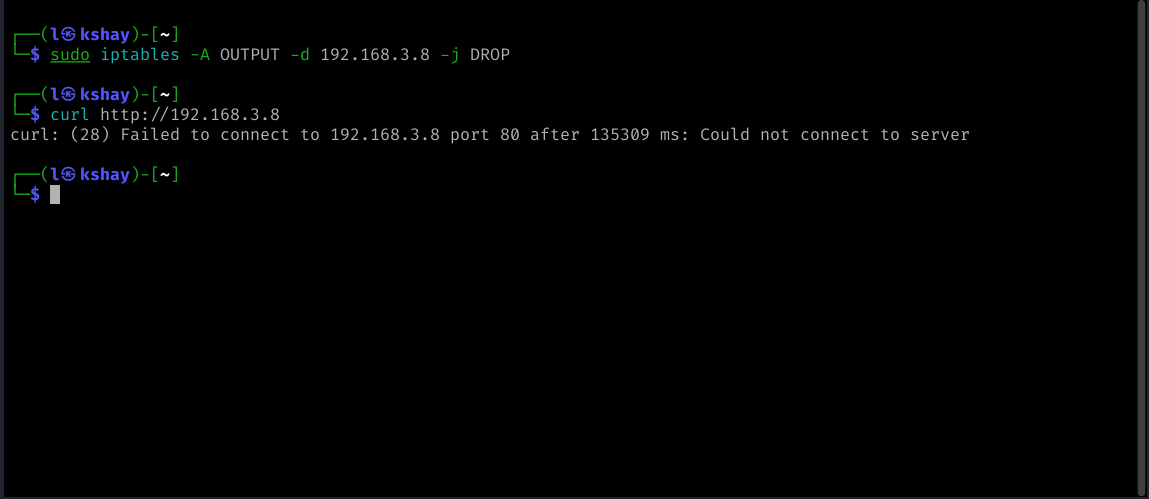 ┌──(l㉿kshay)-[~]
└─$ sudo iptables -A OUTPUT -d 192.168.3.8 -j DROP
┌──(l㉿kshay)-[~]
└─$ curl http://192.168.3.8
curl: (28) Failed to connect to 192.168.3.8 port 80 after 135309 ms: Could not connect to server
┌──(l㉿kshay)-[~]
└─$